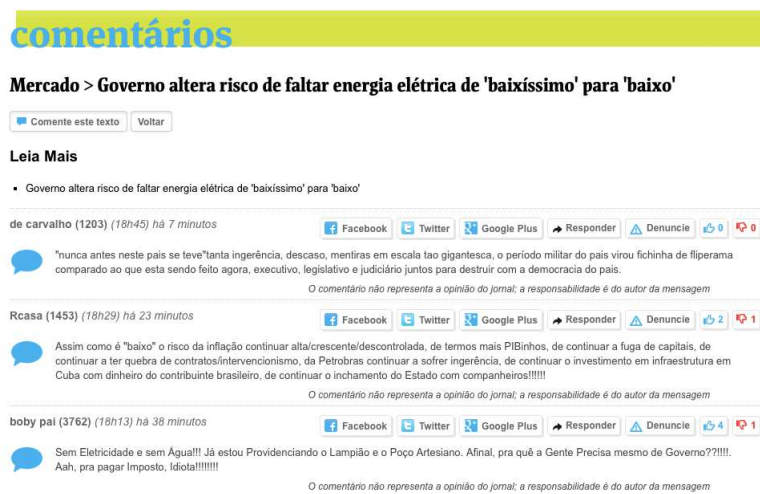 comentários
Mercado > Governo altera risco de faltar energia elétrica de 'baixíssimo' para 'baixo'
Comente este texto Voltar
Leia Mais
Governo altera risco de faltar energia elétrica de 'baixíssimo' para 'baixo'
de carvalho (1203) (18h45) há 7 minutos Facebook Twitter Google Plus Responder Denuncie 0 0
"nunca antes neste pais se teve"tanta ingerência, descaso, mentiras em escala tao gigantesca, o período militar do pais virou fichinha de fliperama
comparado ao que esta sendo feito agora, executivo, legislativo e judiciário juntos para destruir com a democracia do pais.
O comentário não representa a opinião do jornal; a responsabilidade é do autor da mensagem
Rcasa (1453) (18h29) há 23 minutos Facebook Twitter Google Plus Responder Denuncie 2 1
Assim como é "baixo" o risco da inflação continuar alta/crescente/descontrolada, de termos mais PIBinhos, de continuar a fuga de capitais, de
continuar a ter quebra de contratos/intervencionismo, da Petrobras continuar a sofrer ingerência, de continuar o investimento em infraestrutura em
Cuba com dinheiro do contribuinte brasileiro, de continuar o inchamento do Estado com companheiros!!!!!!
O comentário não representa a opinião do jornal; a responsabilidade é do autor da mensagem
boby pai (3762) (18h13) há 38 minutos Facebook Twitter Google Plus Responder Denuncie 4 1
Sem Eletricidade e sem Água!!! Já estou Providenciando o Lampião e o Poço Artesiano. Afinal, pra quê a Gente Precisa mesmo de Governo??!!!!.
Aah, pra pagar Imposto, Idiota!!!!!!!!
O comentário não representa a opinião do jornal; a responsabilidade é do autor da mensagem